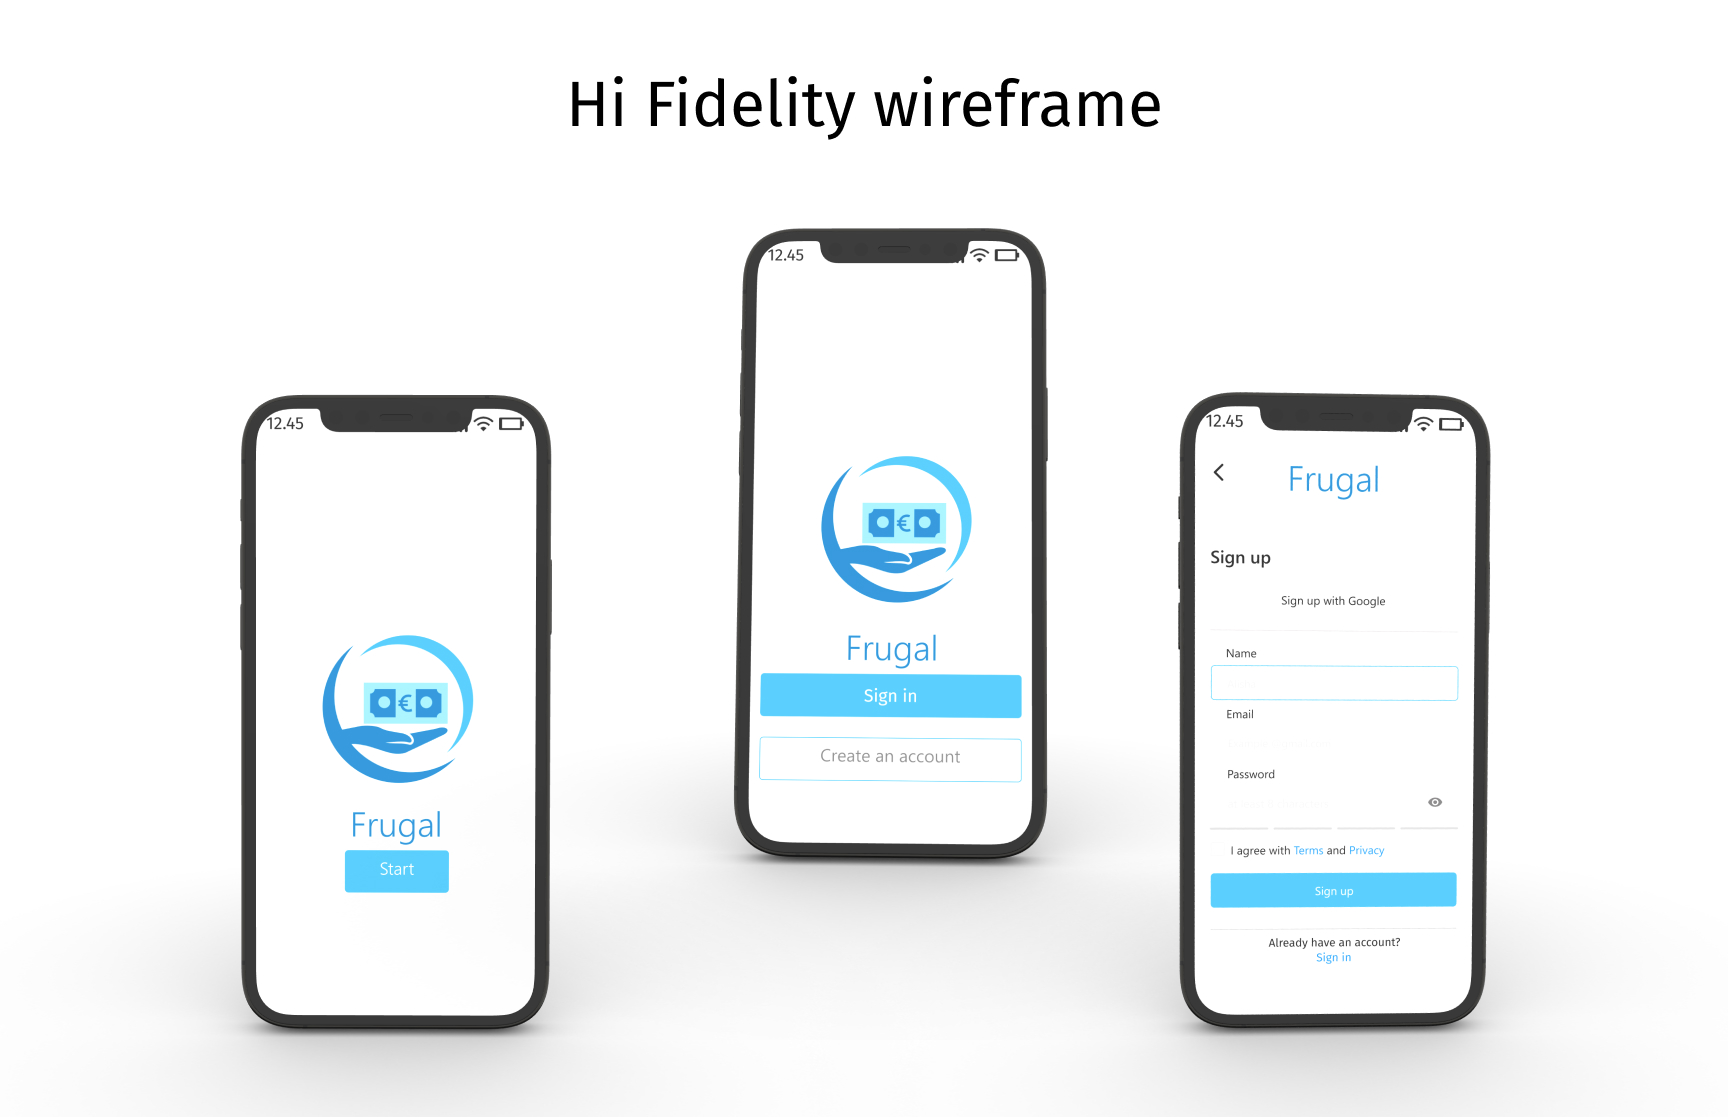 Hi Fidelity wireframe
12.45
€
Frugal
Start
12.45
€
Frugal
Sign in
Create an account
12.45
Frugal
Sign up
Sign up with Google
Name
Email
Password
I agree with Terms and Privacy
Sign up
Already have an account?
Sign in